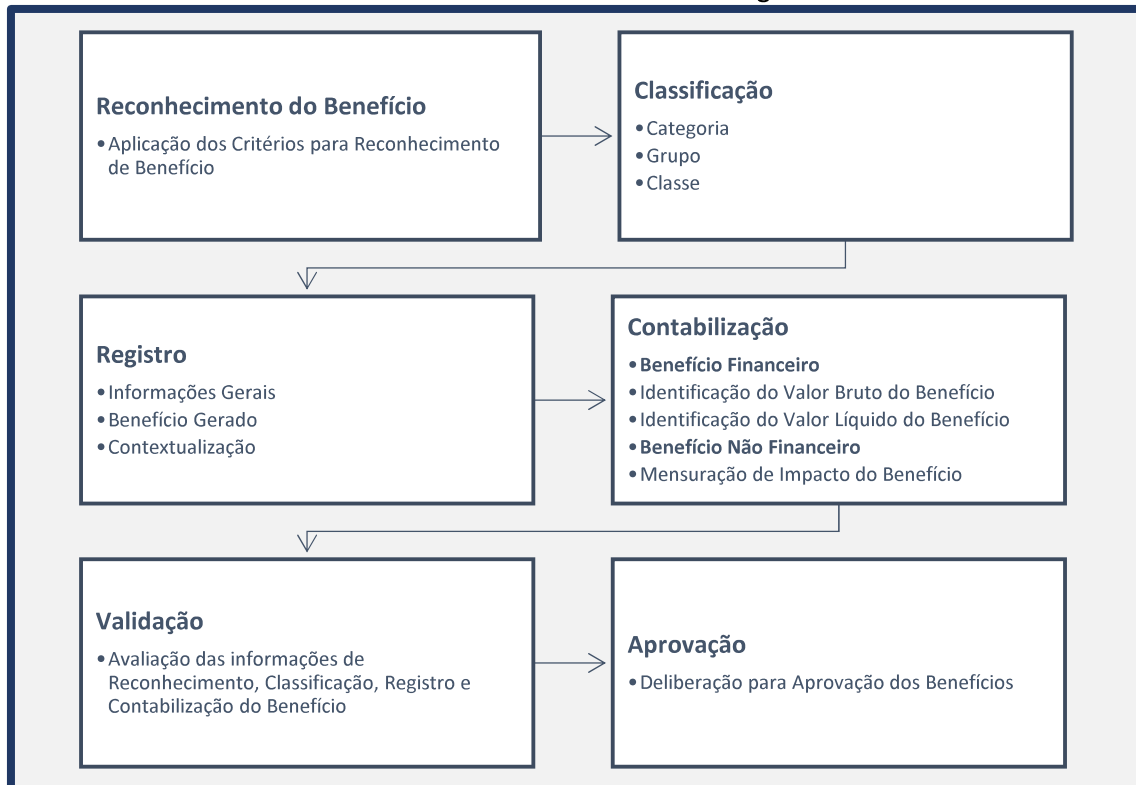 Reconhecimento do Benefício
•Aplicação dos Critérios para Reconhecimento
de Benefício
Classificação
•Categoria
•Grupo
•Classe
Registro
•Informações Gerais
•Benefício Gerado
•Contextualização
Contabilização
•Benefício Financeiro
•Identificação do Valor Bruto do Benefício
•Identificação do Valor Líquido do Benefício
•Benefício Não Financeiro
•Mensuração de Impacto do Benefício
Validação
•Avaliação das informações de
Reconhecimento, Classificação, Registro e
Contabilização do Benefício
Aprovação
•Deliberação para Aprovação dos Benefícios